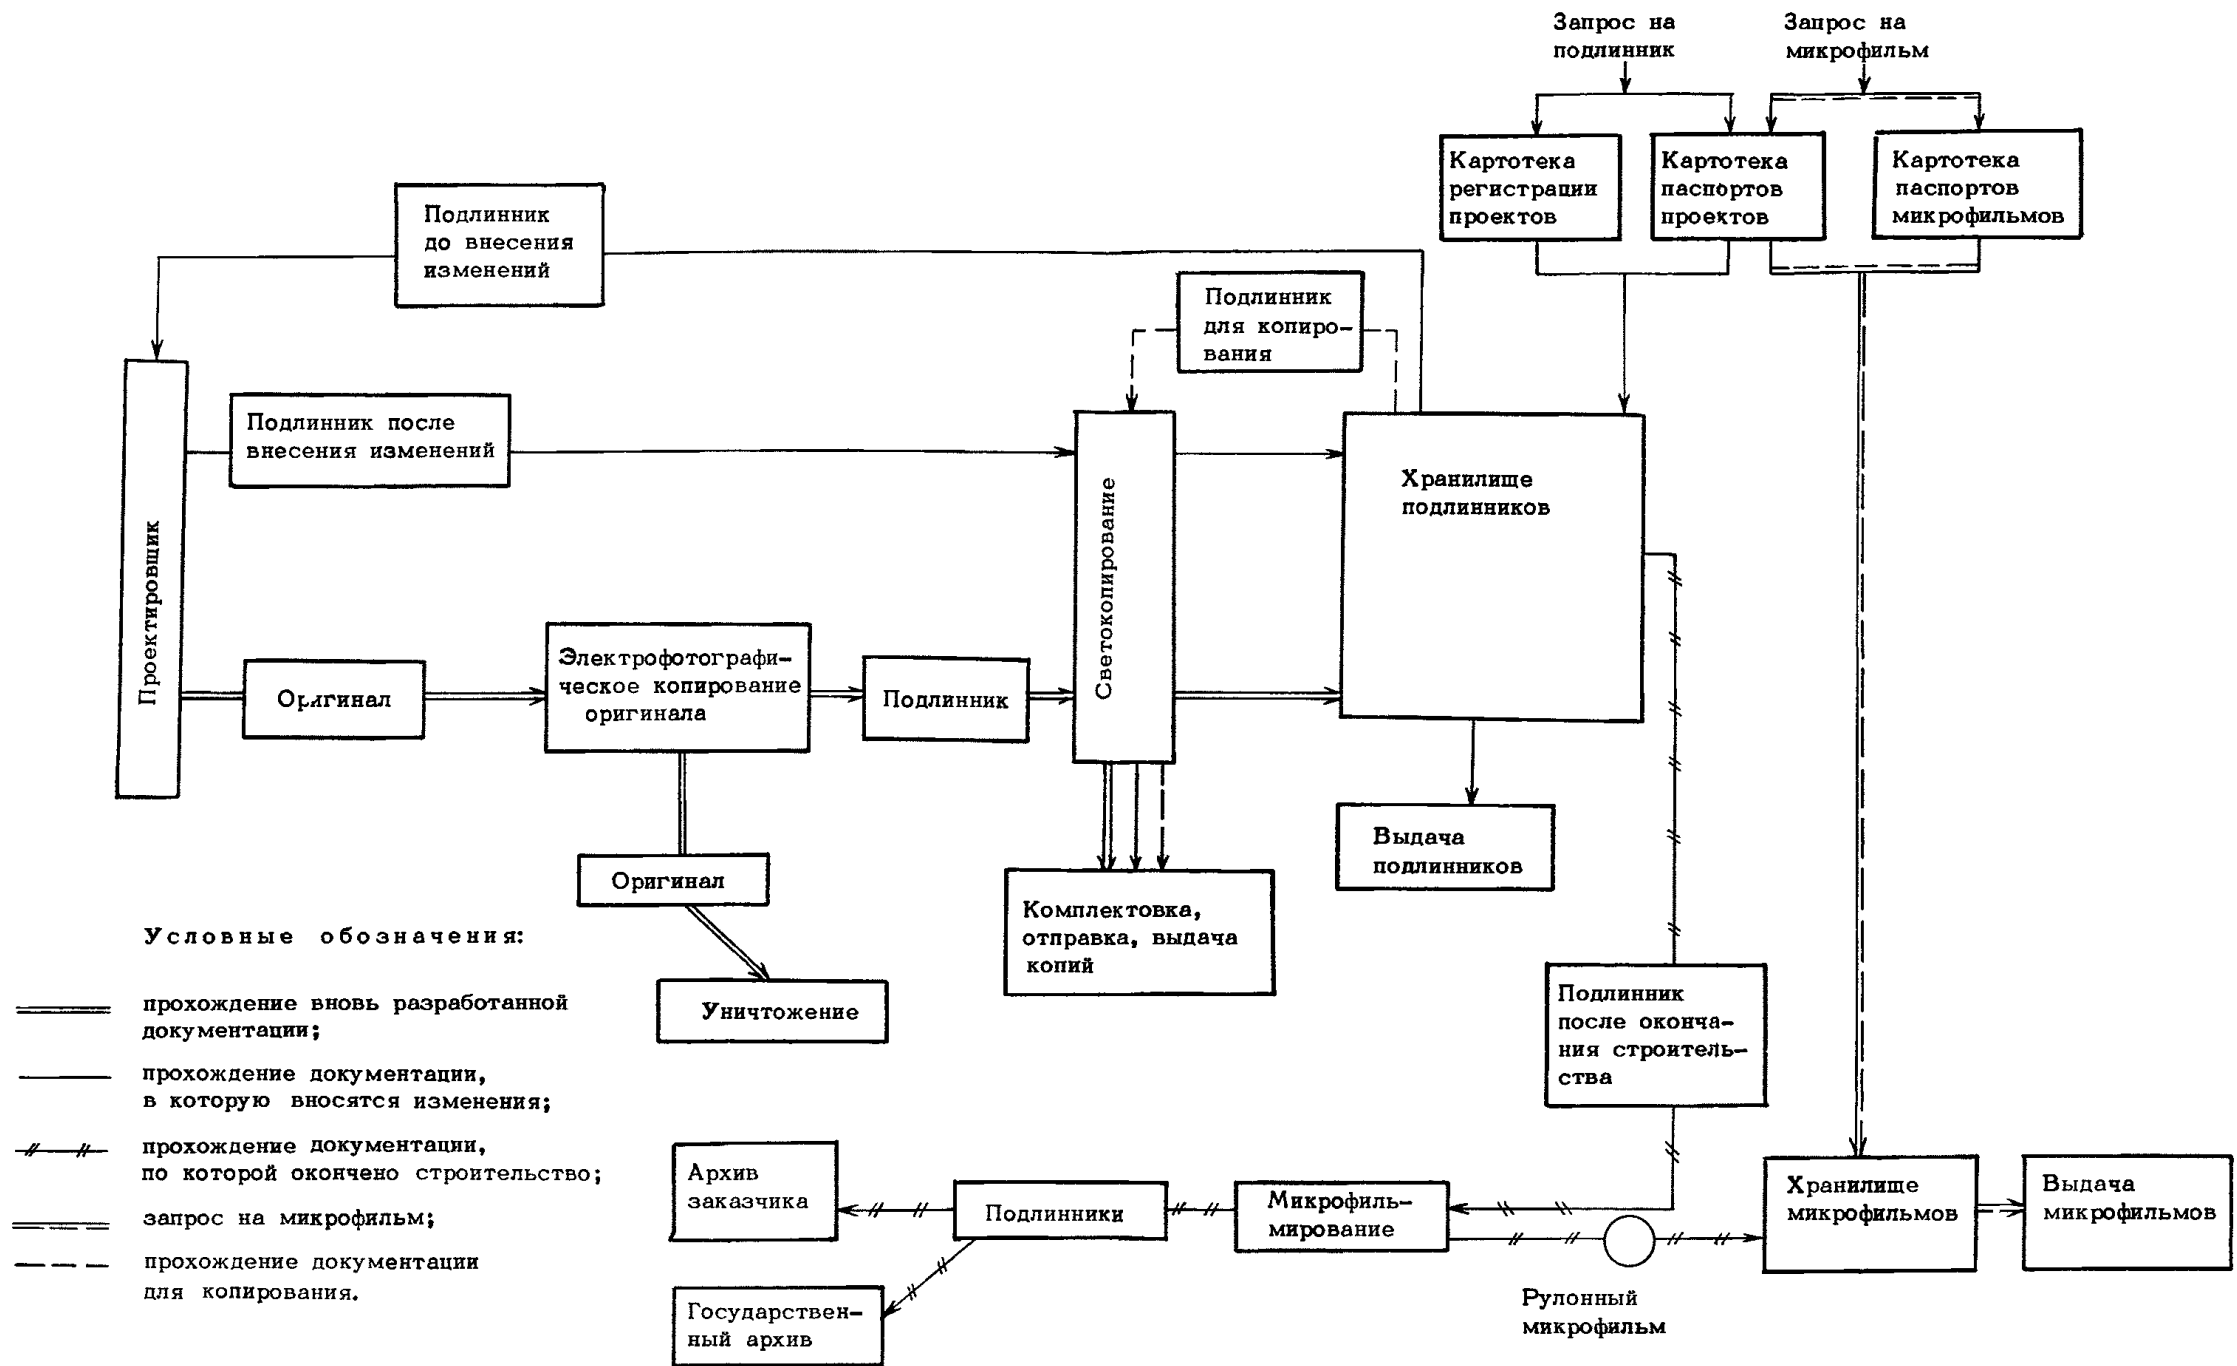 Запрос на
подлинник
Запрос на
микрофильм
Картотека
регистрации
проектов
Картотека
паспортов
проектов
Картотека
паспортов
микрофильмов
Подлинник
до внесения
изменений
Подлинник
для копиро-
вания
Подлинник после
внесения изменений
Проектировщик
Светокопирование
Хранилище
подлинников
Оригинал
Электрофотографи-
ческое копирование
оригинала
Подлинник
Оригинал
Уничтожение
Комплектовка,
отправка, выдача
копий
Выдача
подлинников
Подлинник
после оконча-
ния строитель-
ства
Архив
заказчика
Подлинники
Микрофиль-
мирование
Хранилище
микрофильмов
Выдача
микрофильмов
Государствен-
ный архив
Рулонный
микрофильм
Условные обозначения:
прохождение вновь разработанной
документации;
прохождение документации,
в которую вносятся изменения;
прохождение документации,
по которой окончено строительство;
запрос на микрофильм;
прохождение документации
для копирования.